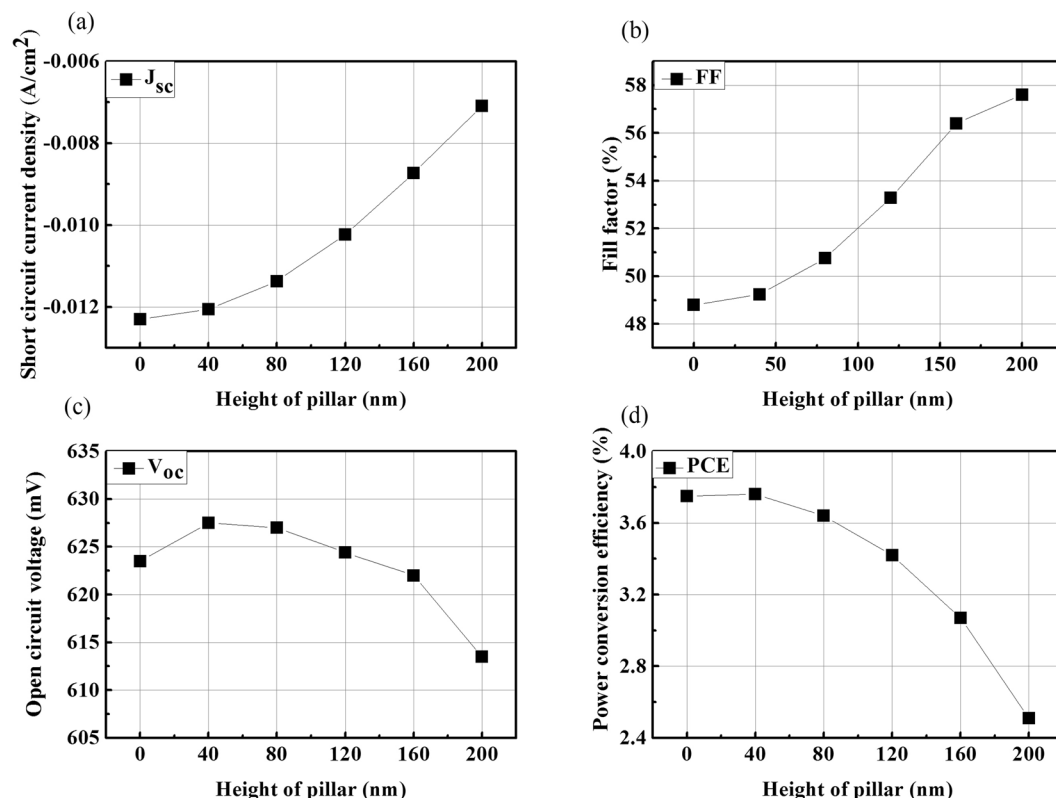 (a)
Short circuit current density (A/cm²)
-0.006
-0.008
-0.010
-0.012
Jsc
0 40 80 120 160 200
Height of pillar (nm)
(b)
Fill factor (%)
58
56
54
52
50
48
FF
0 50 100 150 200
Height of pillar (nm)
(c)
Open circuit voltage (mV)
635
630
625
620
615
610
605
Voc
0 40 80 120 160 200
Height of pillar (nm)
(d)
Power conversion efficiency (%)
4.0
3.6
3.2
2.8
2.4
PCE
0 40 80 120 160 200
Height of pillar (nm)